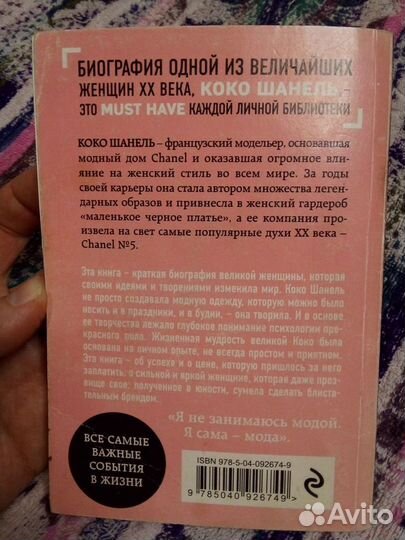 БИОГРАФИЯ ОДНОЙ ИЗ ВЕЛИЧАЙШИХ
ЖЕНЩИН XX ВЕКА, КОКО ШАНЕЛЬ, –
ЭТО MUST HAVE КАЖДОЙ ЛИЧНОЙ БИБЛИОТЕКИ
КОКО ШАНЕЛЬ – французский модельер, основавшая
модный дом Chanel и оказавшая огромное вли-
яние на женский стиль во всем мире. За годы
своей карьеры она стала автором множества леген-
дарных образов и привнесла в женский гардероб
«маленькое черное платье», а ее компания про-
извела на свет самые популярные духи XX века –
Chanel №5.
Эта книга – краткая биография великой женщины, которая
своими идеями и творениями изменила мир. Коко Шанель
не просто создавала модную одежду, которую можно было
носить и в праздники, и в будни, – она творила. И в основе
ее творчества лежало глубокое понимание психологии пре-
красного пола. Жизненная мудрость великой Коко была
основана на личном опыте, не всегда простом и приятном.
Эта книга – об успехе и о цене, которую пришлось за него
заплатить, о сильной и яркой женщине, которая даже проз-
вище свое, полученное в юности, сумела сделать блиста-
тельным брендом.
«Я не занимаюсь модой.
Я сама – мода».
ВСЕ САМЫЕ
ВАЖНЫЕ
СОБЫТИЯ
В ЖИЗНИ
ISBN 978-5-04-092674-9
9 785040 926749 >
Avito